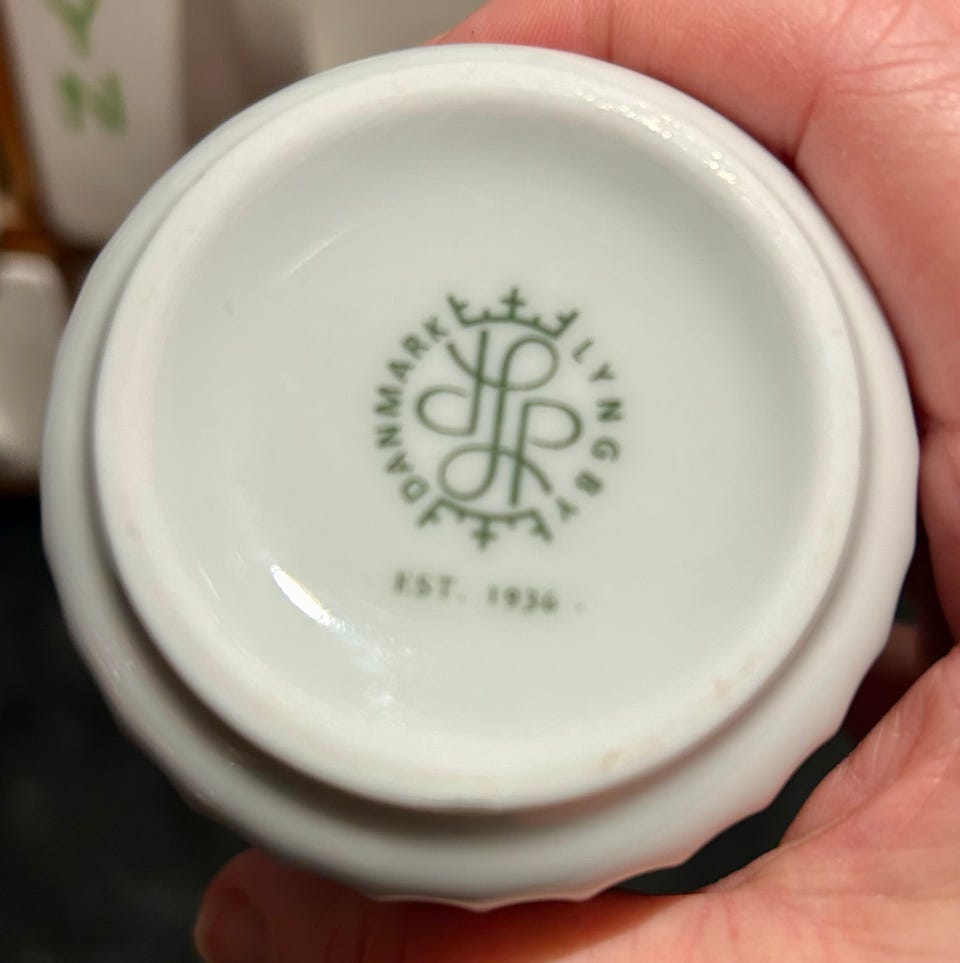 Y
N
DANMARK
LYNGBY
EST. 1936